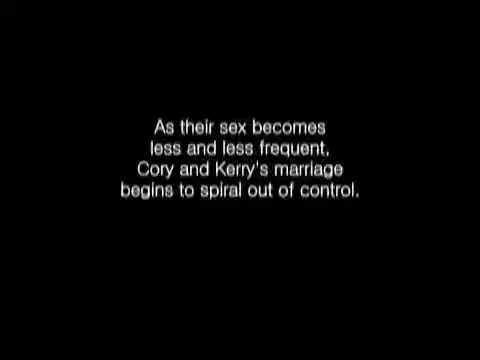 As their sex becomes
less and less frequent,
Cory and Kerry's marriage
begins to spiral out of control.